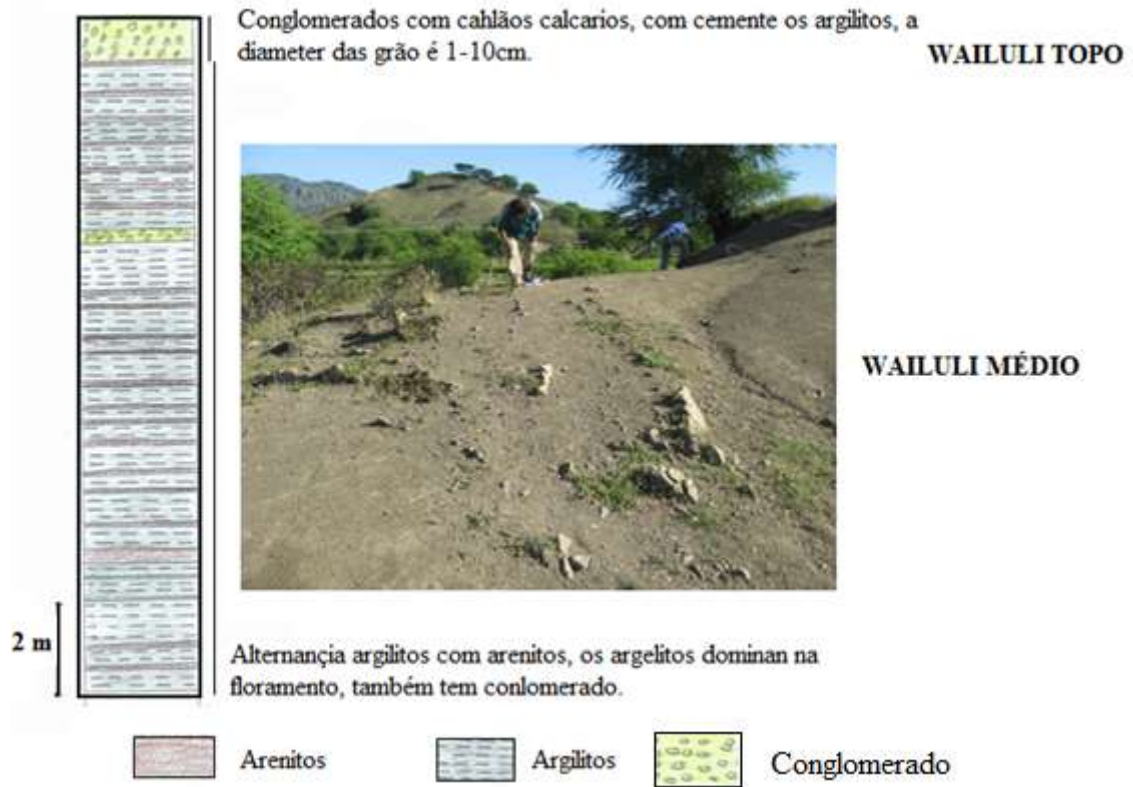 Conglomerados com cahlãos calcarios, com cemente os argilitos, a
diameter das grão é 1-10cm.
WAILULI TOPO
WAILULI MÉDIO
2 m
Alternançia argilitos com arenitos, os argelitos dominan na
floramento, também tem conlomerado.
Arenitos
Argilitos
Conglomerado